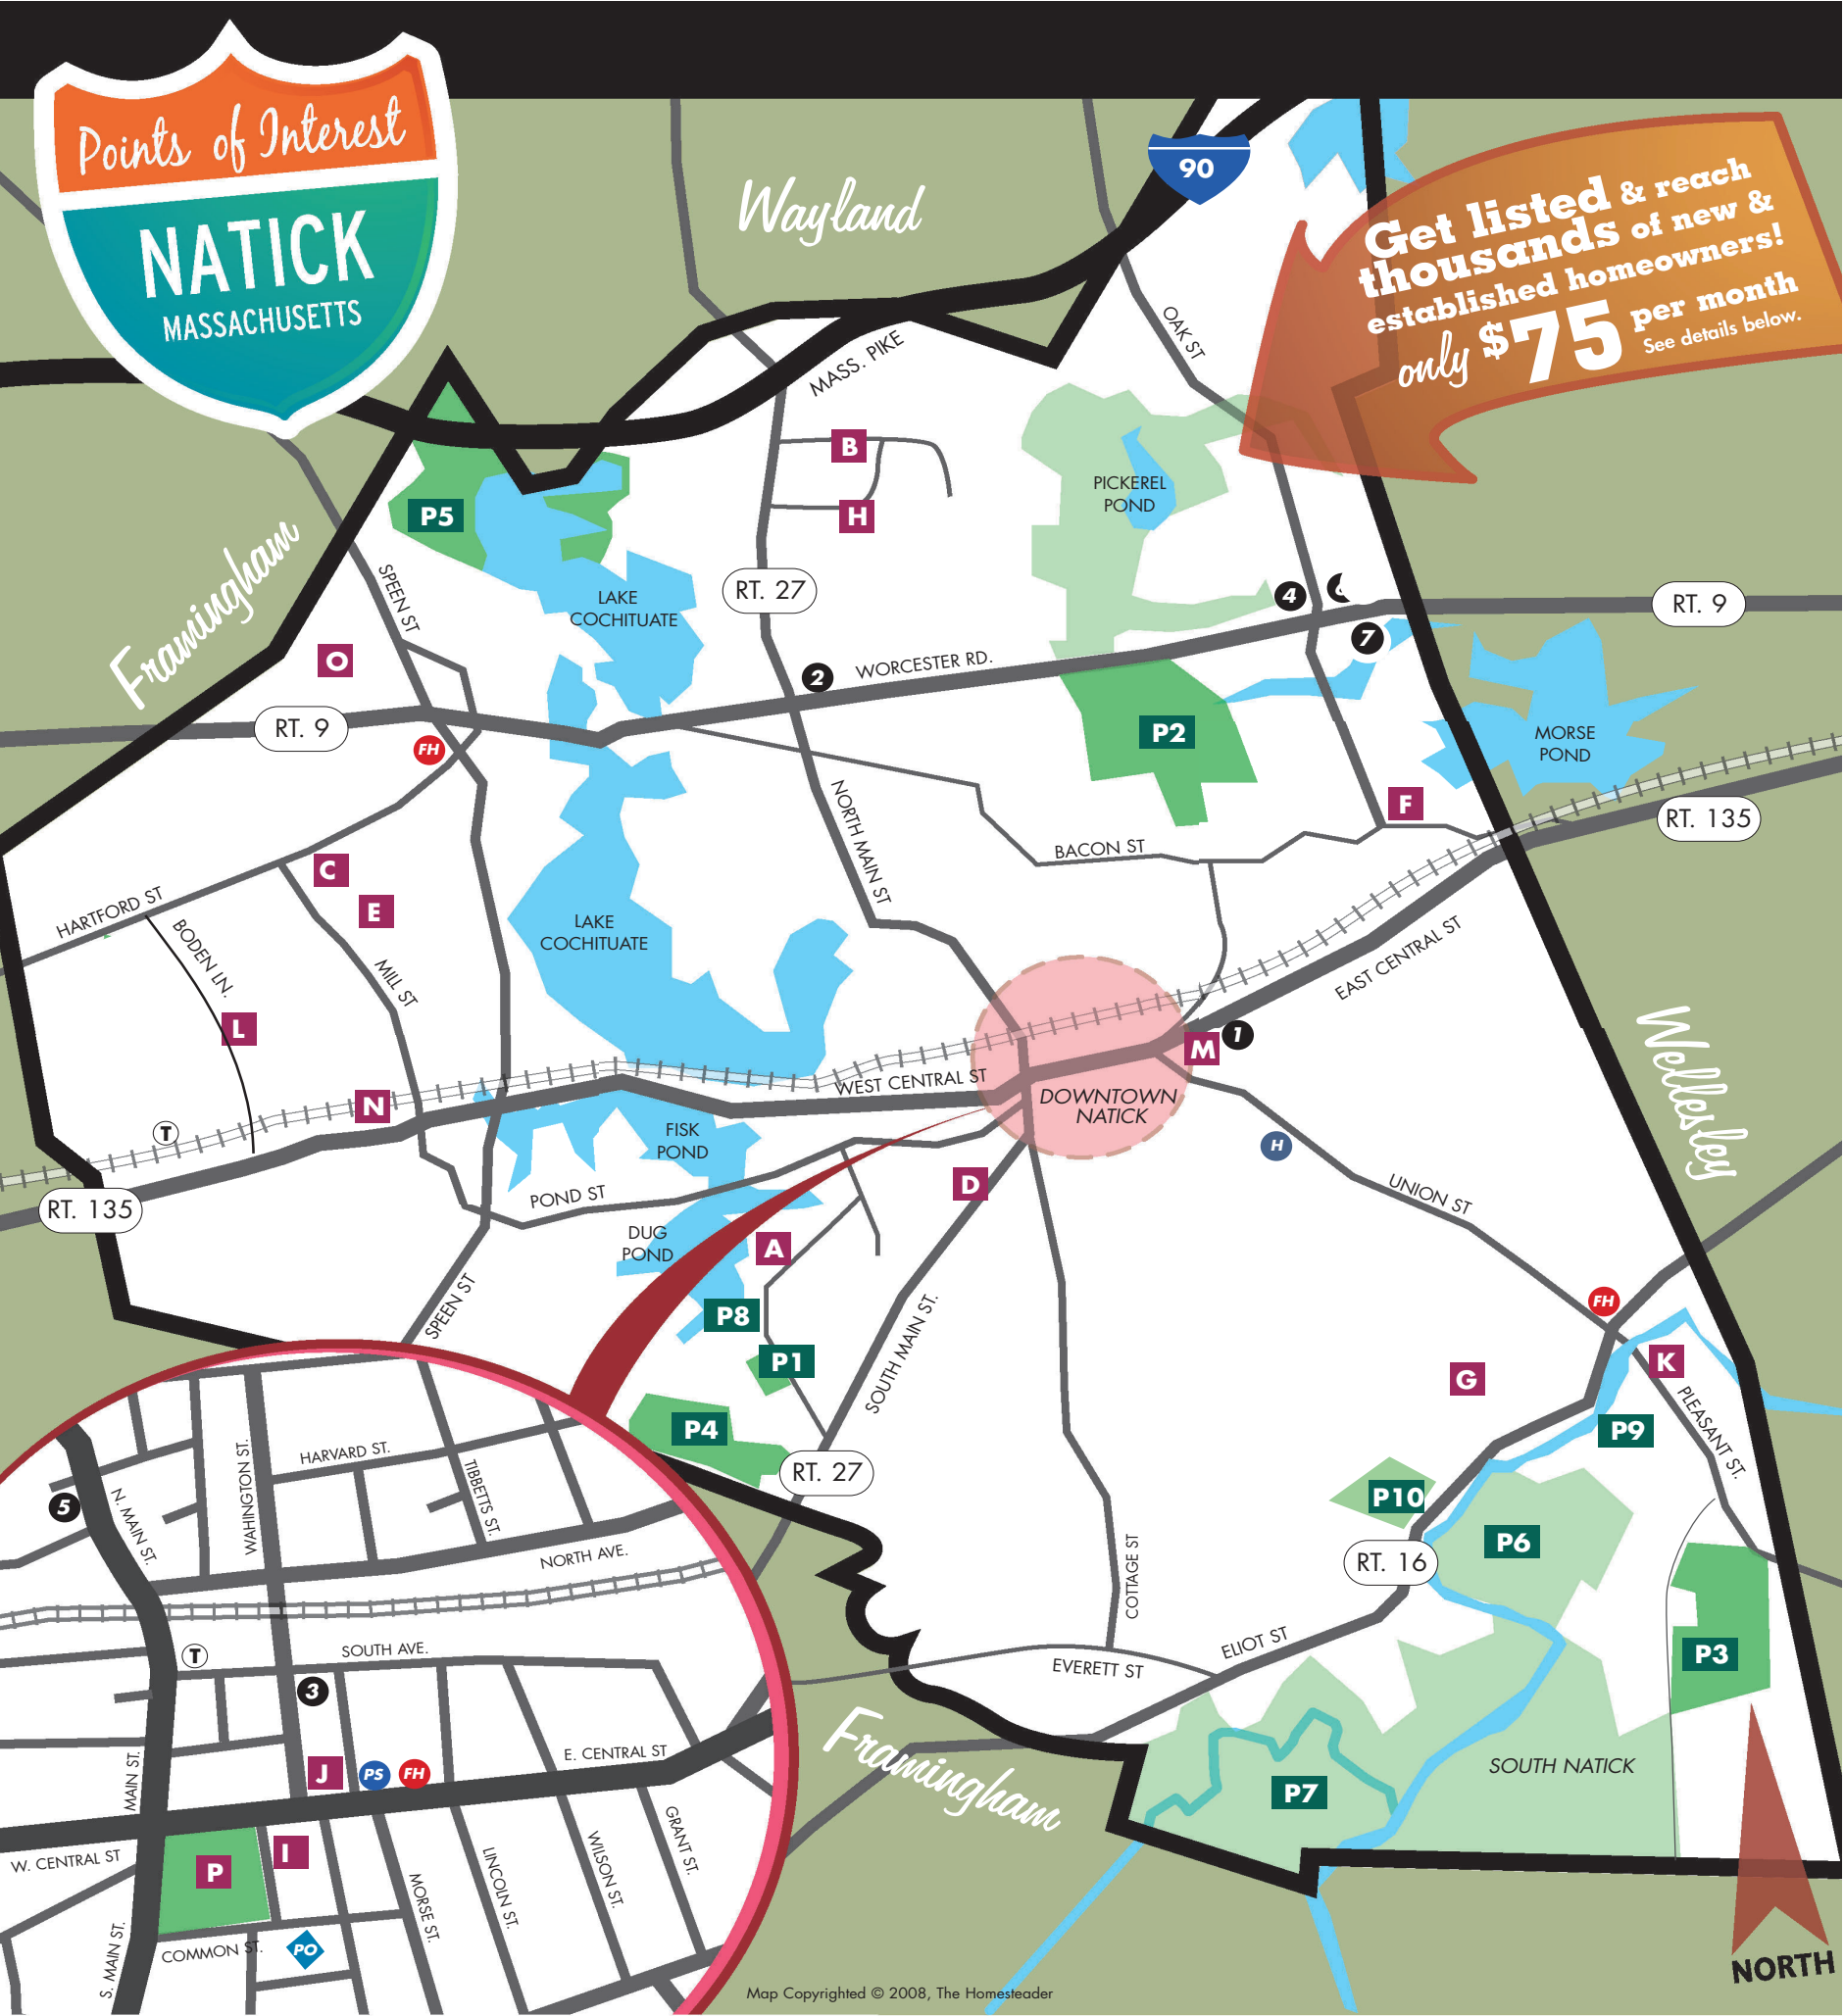 Points of Interest
NATICK
MASSACHUSETTS
90
Wayland
Get listed & reach
thousands of new &
established homeowners!
only $75 per month
See details below.
OAK ST
MASS. PIKE
B
H
PICKEREL
POND
P5
Framingham
SPEEN ST
LAKE
COCHITUATE
RT. 27
4
RT. 9
7
O
2
WORCESTER RD.
RT. 9
FH
P2
MORSE
POND
F
RT. 135
NORTH MAIN ST
BACON ST
C
E
HARTFORD ST
BODEN LN.
MILL ST
LAKE
COCHITUATE
EAST CENTRAL ST
L
M
1
Wellesley
N
T
WEST CENTRAL ST
DOWNTOWN
NATICK
FISK
POND
H
RT. 135
POND ST
D
UNION ST
DUG
POND
A
SPEEN ST
P8
P1
SOUTH MAIN ST.
FH
K
G
PLEASANT ST.
P4
P9
RT. 27
P10
P6
RT. 16
COTTAGE ST
ELIOT ST
EVERETT ST
P3
Framingham
SOUTH NATICK
P7
NORTH
HARVARD ST.
WAHINGTON ST.
TIBBETTS ST.
5
N. MAIN ST.
NORTH AVE.
T
SOUTH AVE.
3
MAIN ST.
J
PS
FH
E. CENTRAL ST
W. CENTRAL ST
I
P
GRANT ST.
WILSON ST.
LINCOLN ST.
MORSE ST.
S. MAIN ST.
COMMON ST.
PO
Map Copyrighted © 2008, The Homesteader